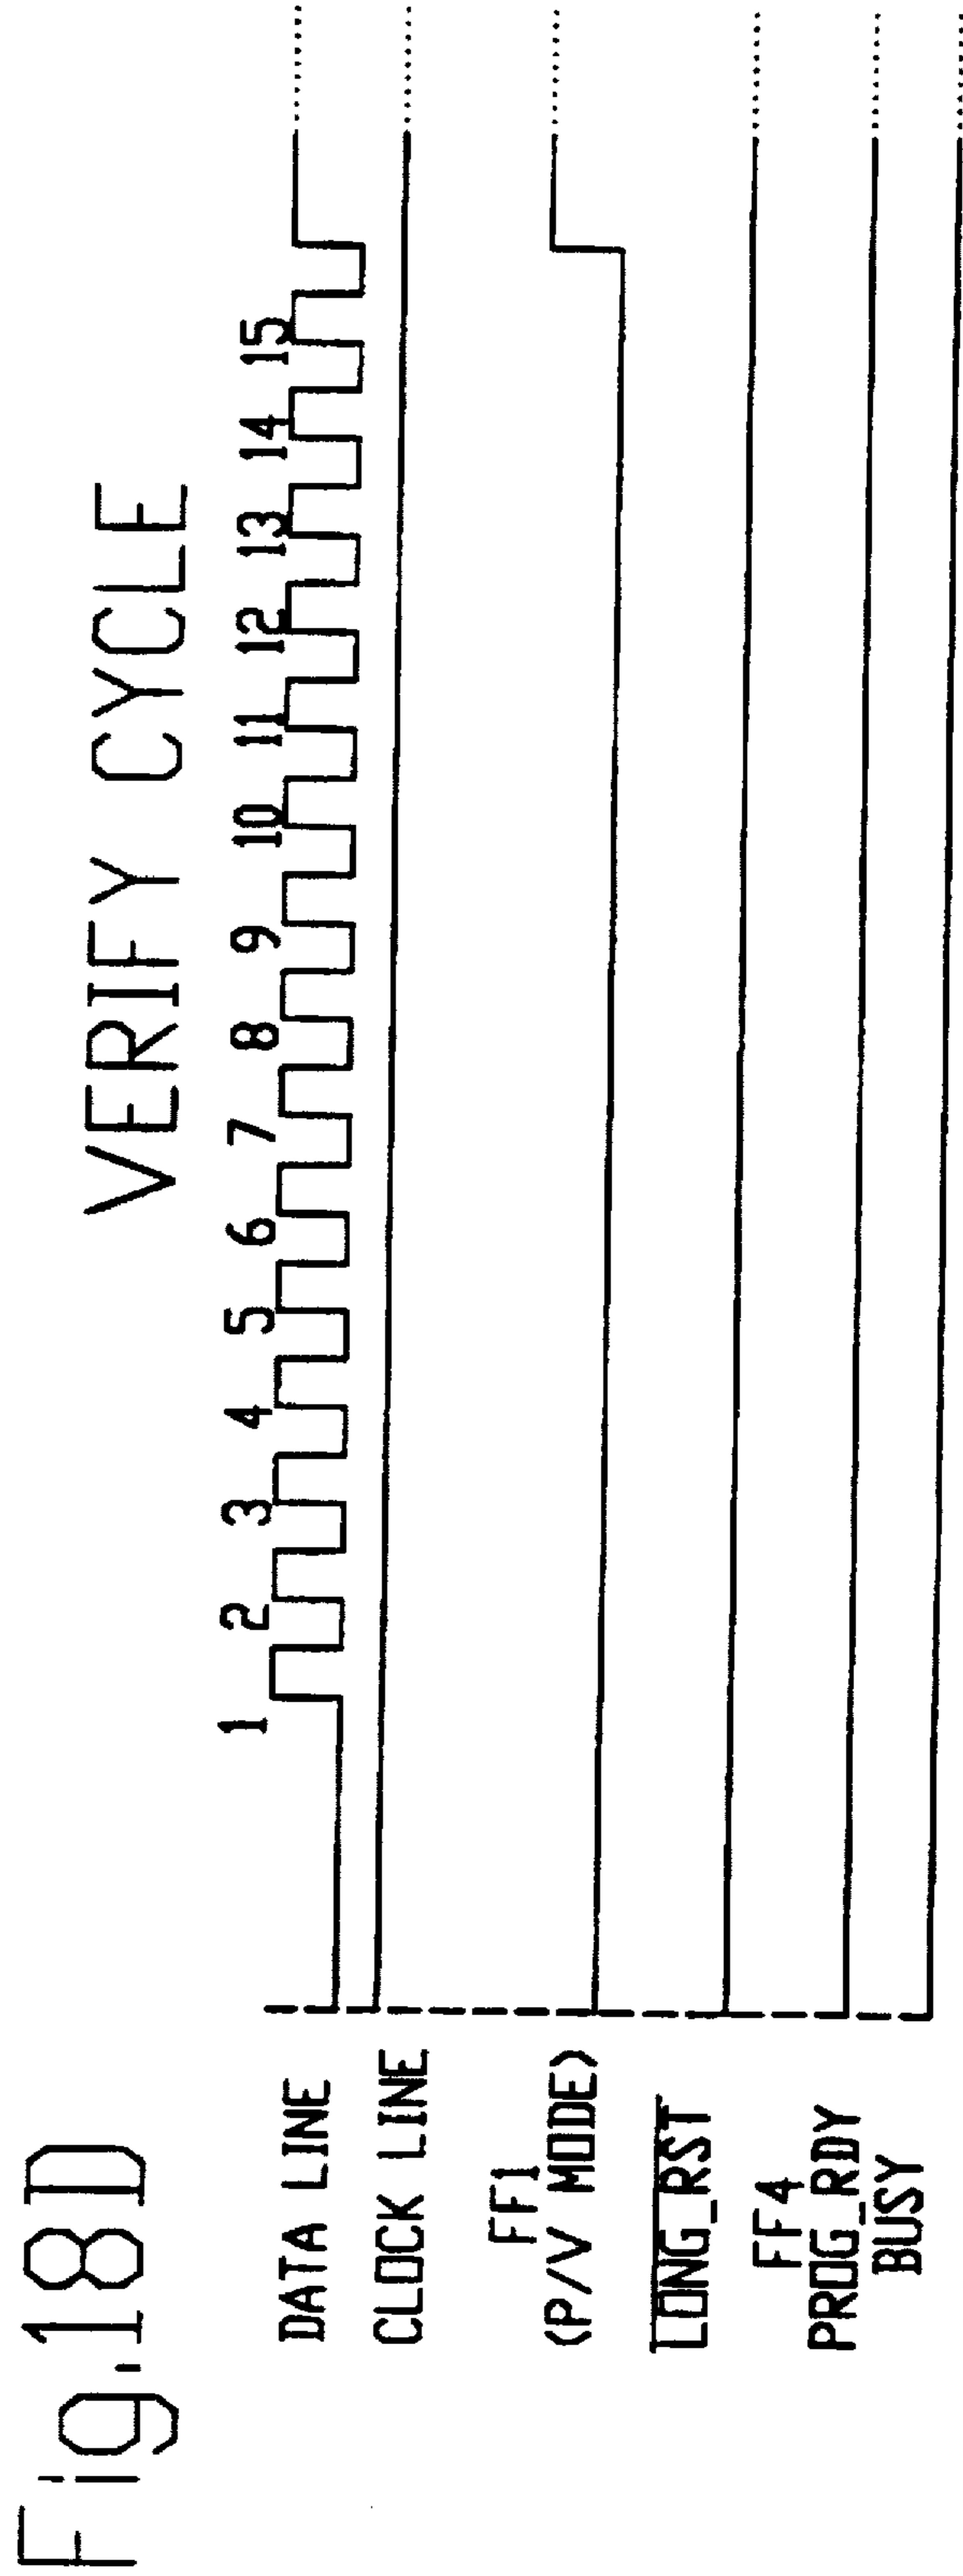 Fig.18D
VERIFY CYCLE
1 2 3 4 5 6 7 8 9 10 11 12 13 14 15
DATA LINE
CLOCK LINE
FF1
(P/V MODE)
LONG_RST
FF4
PROG_RDY
BUSY